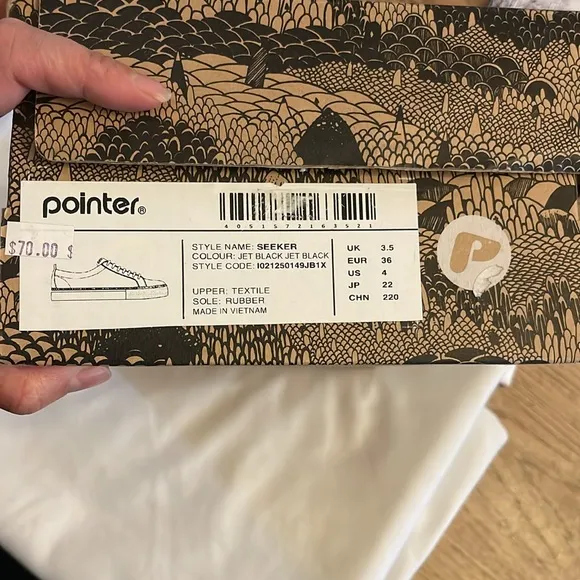 pointer®
4051572163521
$70.00 $
STYLE NAME: SEEKER
COLOUR: JET BLACK JET BLACK
STYLE CODE: I021250149JB1X
UPPER: TEXTILE
SOLE: RUBBER
MADE IN VIETNAM
UK 3.5
EUR 36
US 4
JP 22
CHN 220
P